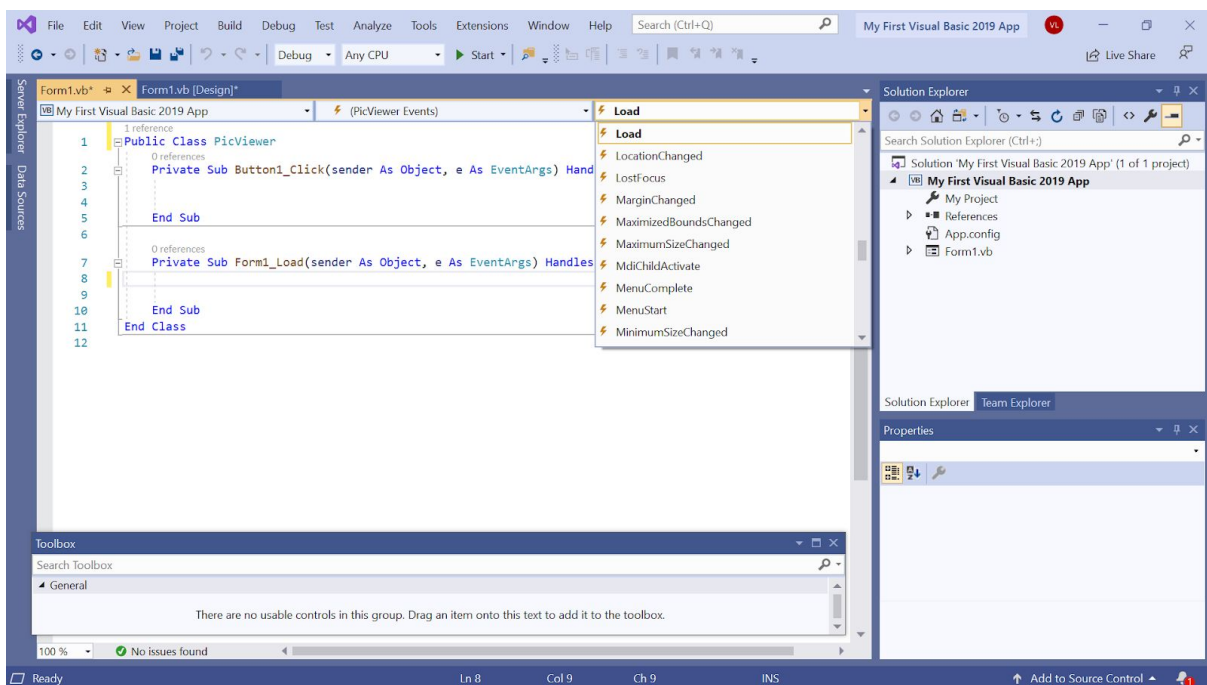 File Edit View Project Build Debug Test Analyze Tools Extensions Window Help Search (Ctrl+Q) My First Visual Basic 2019 App VL
Debug Any CPU Start Live Share
Server Explorer
Data Sources
Form1.vb* Form1.vb [Design]*
VB My First Visual Basic 2019 App (PicViewer Events) Load
1 reference
1 Public Class PicViewer
0 references
2 Private Sub Button1_Click(sender As Object, e As EventArgs) Hand
3
4
5 End Sub
6
0 references
7 Private Sub Form1_Load(sender As Object, e As EventArgs) Handles
8
9
10 End Sub
11 End Class
12
Load
LocationChanged
LostFocus
MarginChanged
MaximizedBoundsChanged
MaximumSizeChanged
MdiChildActivate
MenuComplete
MenuStart
MinimumSizeChanged
Solution Explorer
Search Solution Explorer (Ctrl+;)
Solution 'My First Visual Basic 2019 App' (1 of 1 project)
VB My First Visual Basic 2019 App
My Project
References
App.config
Form1.vb
Solution Explorer Team Explorer
Properties
Toolbox
Search Toolbox
General
There are no usable controls in this group. Drag an item onto this text to add it to the toolbox.
100 % No issues found
Ready Ln 8 Col 9 Ch 9 INS Add to Source Control 1